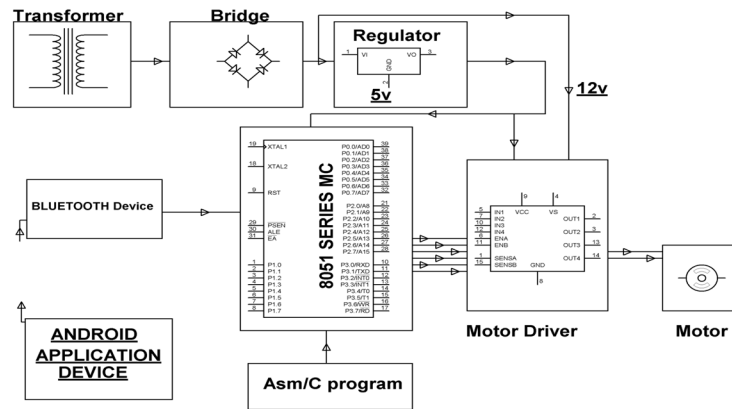 Transformer
Bridge
Regulator
1
VI
VO
3
GND
2
5v
12v
BLUETOOTH Device
ANDROID
APPLICATION
DEVICE
8051 SERIES MC
19 XTAL1
18 XTAL2
9 RST
29 PSEN
30 ALE
31 EA
1 P1.0
2 P1.1
3 P1.2
4 P1.3
5 P1.4
6 P1.5
7 P1.6
8 P1.7
P0.0/AD0 39
P0.1/AD1 38
P0.2/AD2 37
P0.3/AD3 36
P0.4/AD4 35
P0.5/AD5 34
P0.6/AD6 33
P0.7/AD7 32
P2.0/A8 21
P2.1/A9 22
P2.2/A10 23
P2.3/A11 24
P2.4/A12 25
P2.5/A13 26
P2.6/A14 27
P2.7/A15 28
P3.0/RXD 10
P3.1/TXD 11
P3.2/INT0 12
P3.3/INT1 13
P3.4/T0 14
P3.5/T1 15
P3.6/WR 16
P3.7/RD 17
Asm/C program
9
4
VCC
VS
5 IN1
7 IN2
10 IN3
12 IN4
6 ENA
11 ENB
1 SENSA
15 SENSB
OUT1 2
OUT2 3
OUT3 13
OUT4 14
GND
8
Motor Driver
Motor